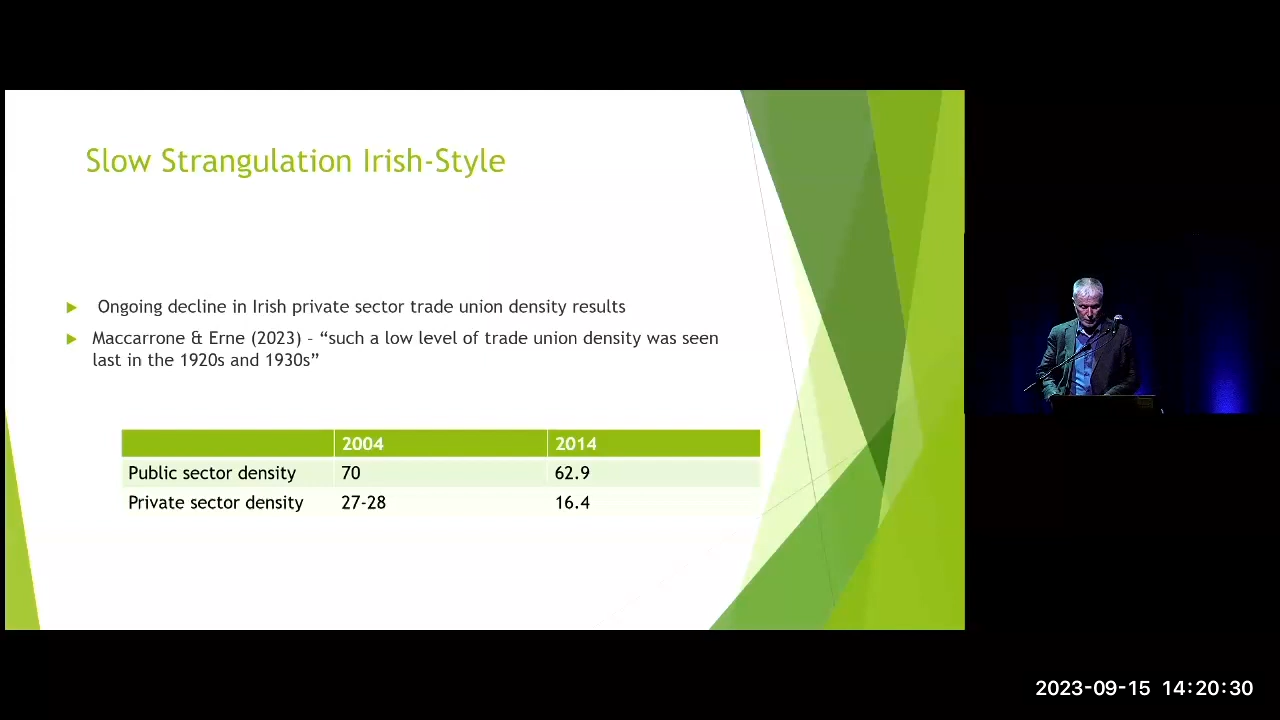 Slow Strangulation Irish-Style
Ongoing decline in Irish private sector trade union density results
Maccarrone & Erne (2023) – “such a low level of trade union density was seen
last in the 1920s and 1930s”
2004 2014
Public sector density 70 62.9
Private sector density 27-28 16.4
2023-09-15 14:20:30